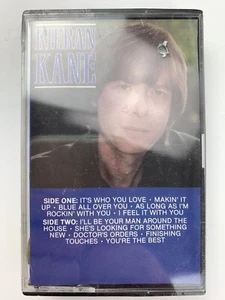 KIERAN
KANE
SIDE ONE: IT'S WHO YOU LOVE • MAKIN' IT
UP • BLUE ALL OVER YOU • AS LONG AS I'M
ROCKIN' WITH YOU • I FEEL IT WITH YOU
SIDE TWO: I'LL BE YOUR MAN AROUND THE
HOUSE • SHE'S LOOKING FOR SOMETHING
NEW • DOCTOR'S ORDERS • FINISHING
TOUCHES • YOU'RE THE BEST